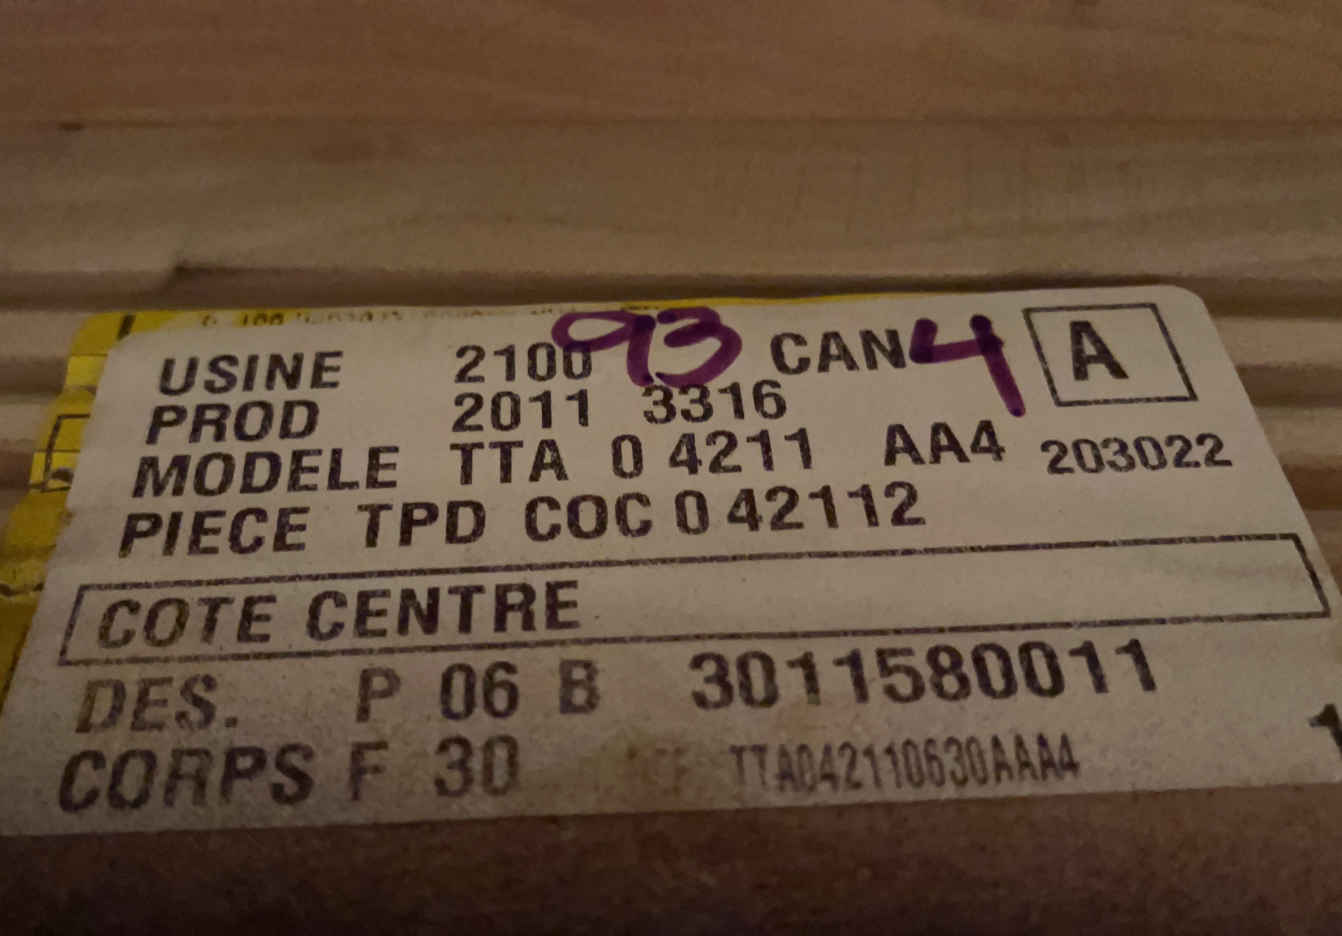 USINE 2100 93 CAN 4 A
PROD 2011 3316
MODELE TTA 0 4211 AA4 203022
PIECE TPD COC 0 42112
COTE CENTRE
DES. P 06 B 3011580011
CORPS F 30 TTA042110630AAA4